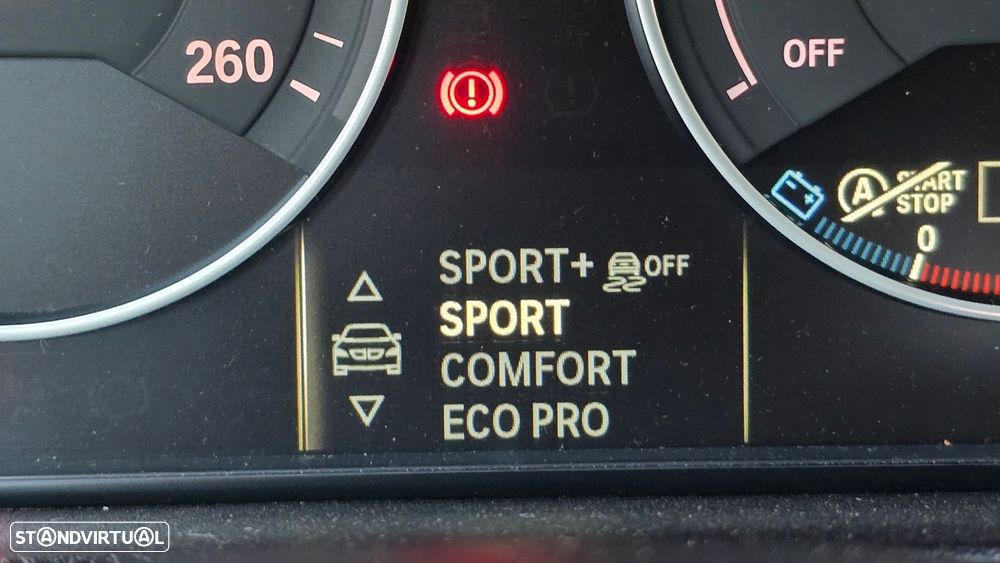 260
OFF
A START
STOP
0
SPORT+ OFF
SPORT
COMFORT
ECO PRO
STANDVIRTUAL